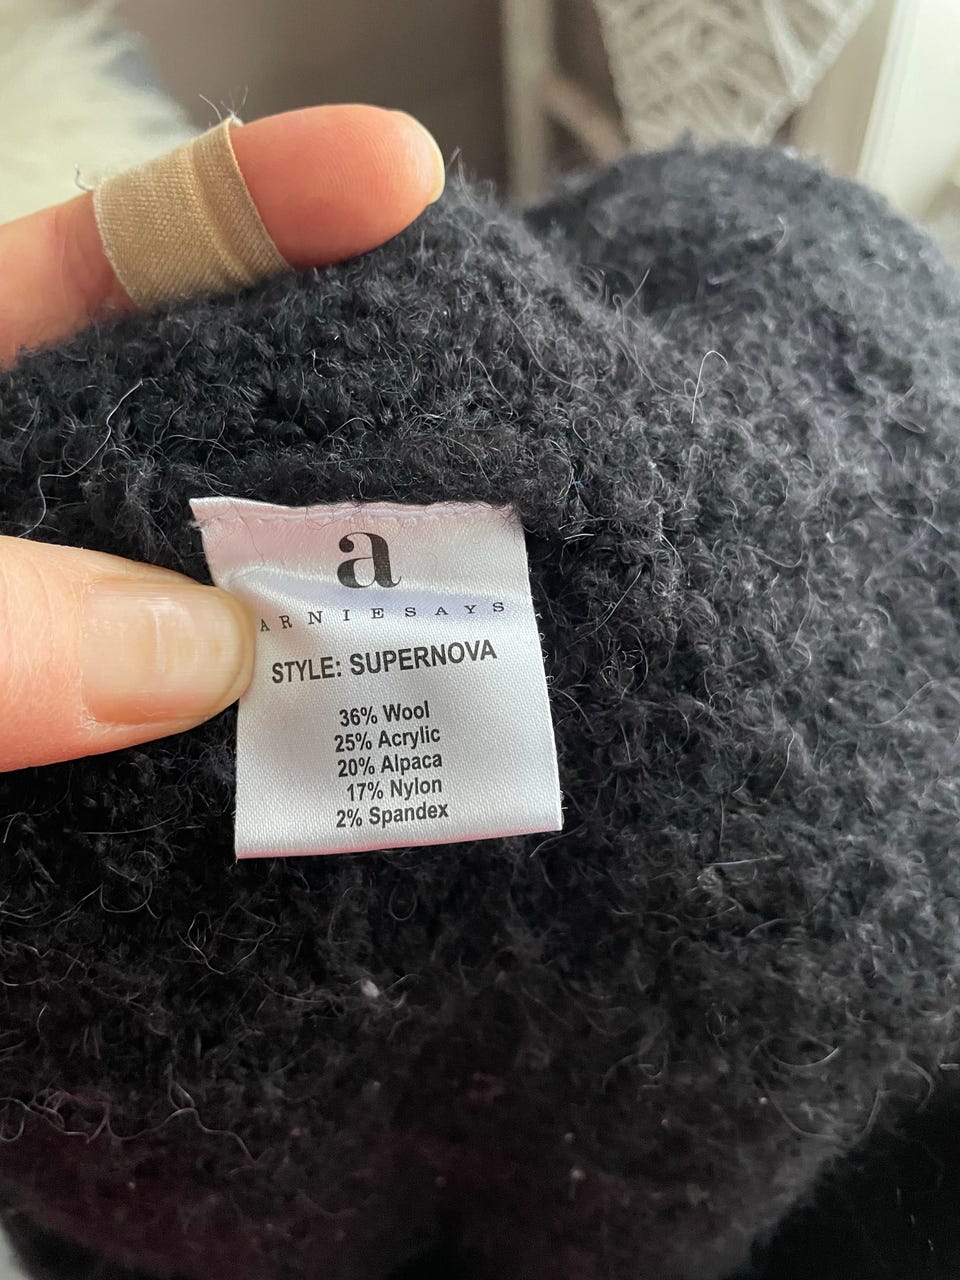 a
ARNIESAYS
STYLE: SUPERNOVA
36% Wool
25% Acrylic
20% Alpaca
17% Nylon
2% Spandex